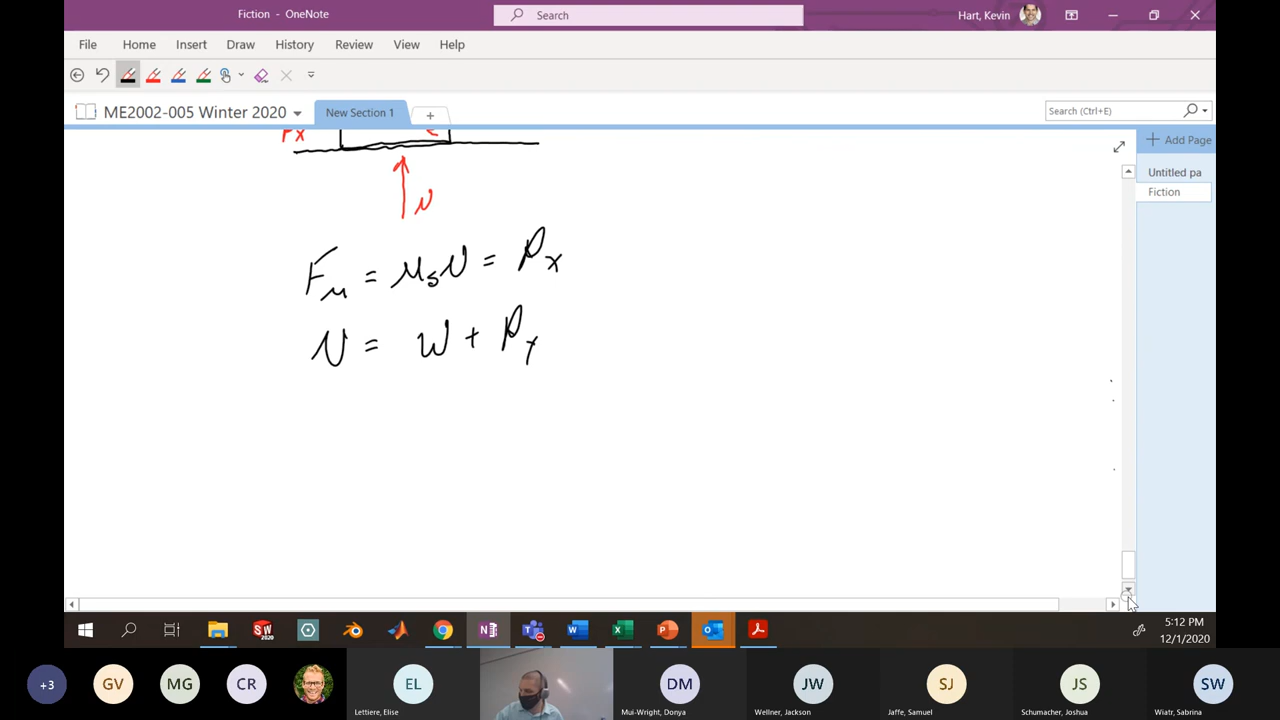 Fiction - OneNote
Search
Hart, Kevin
File Home Insert Draw History Review View Help
ME2002-005 Winter 2020
New Section 1
Search (Ctrl+E)
Add Page
Untitled pa
Fiction
N
Fμ = μsN = Px
N = W + Py
5:12 PM
12/1/2020
+3 GV MG CR EL DM JW SJ JS SW
Lettiere, Elise
Mui-Wright, Donya
Wellner, Jackson
Jaffe, Samuel
Schumacher, Joshua
Wiatr, Sabrina